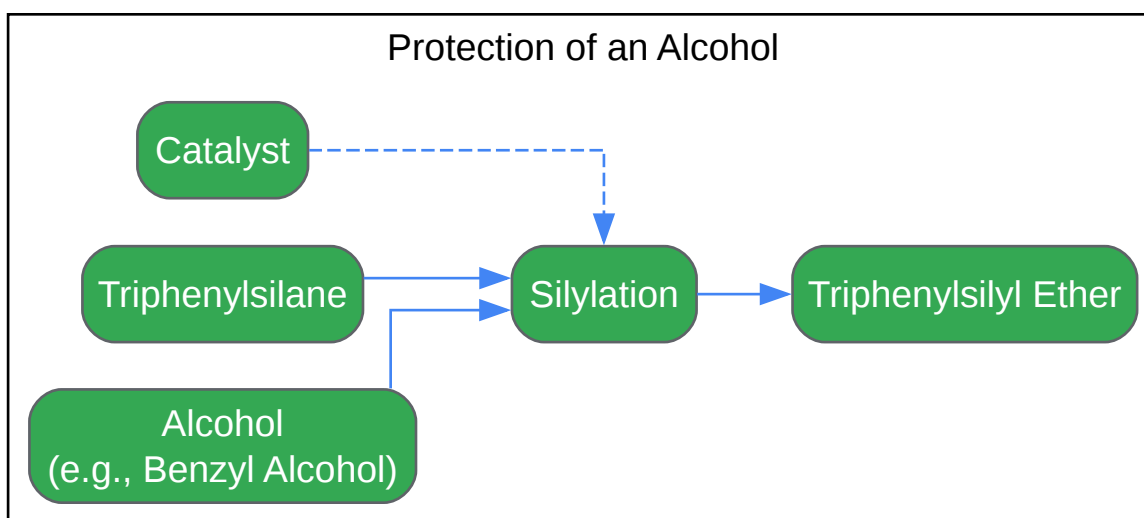 Protection of an Alcohol
Catalyst
Triphenylsilane
Silylation
Triphenylsilyl Ether
Alcohol
(e.g., Benzyl Alcohol)